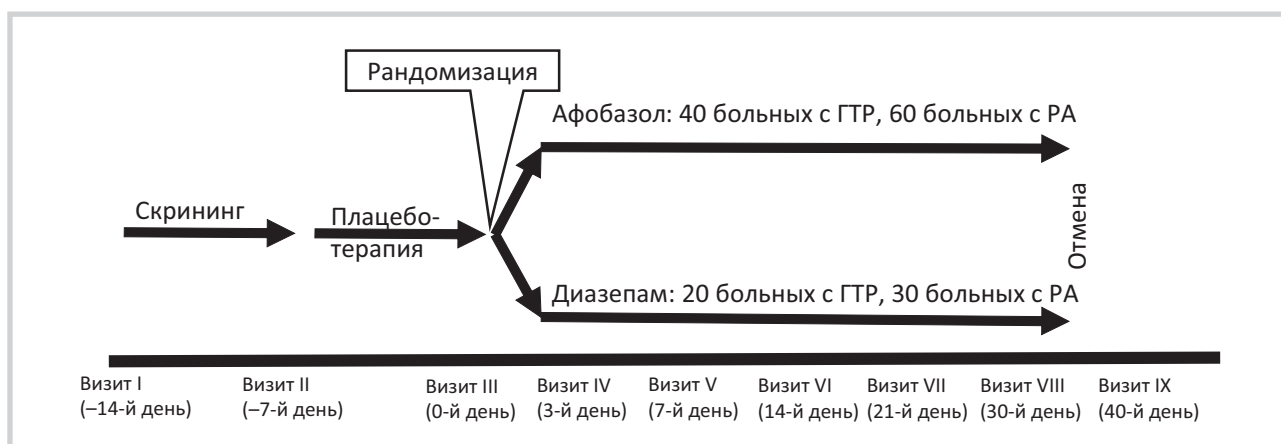 Рандомизация
Афобазол: 40 больных с ГТР, 60 больных с РА
Скрининг
Плацебо-
терапия
Отмена
Диазепам: 20 больных с ГТР, 30 больных с РА
Визит I
(–14-й день)
Визит II
(–7-й день)
Визит III
(0-й день)
Визит IV
(3-й день)
Визит V
(7-й день)
Визит VI
(14-й день)
Визит VII
(21-й день)
Визит VIII
(30-й день)
Визит IX
(40-й день)